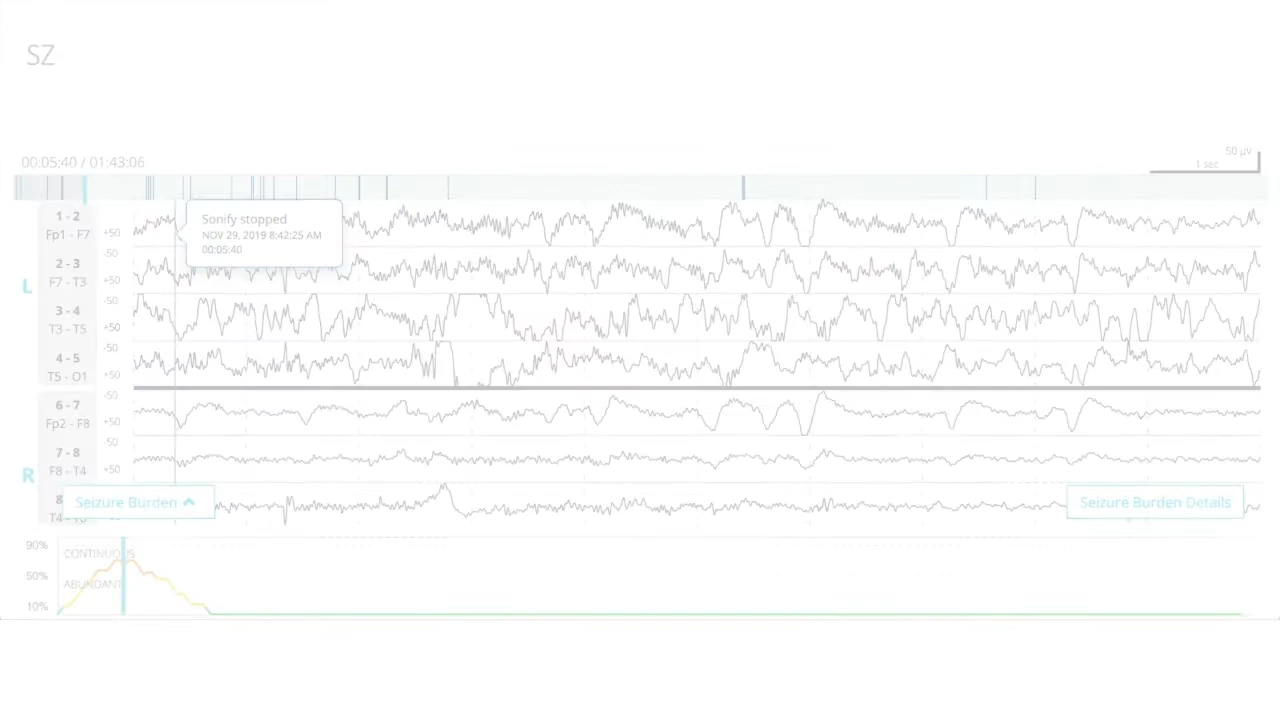 SZ
00:05:40 / 01:43:06
50 μV
1 sec
Sonify stopped
NOV 29, 2019 8:42:25 AM
00:05:40
L
1 - 2
Fp1 - F7
+50
-50
2 - 3
F7 - T3
+50
-50
3 - 4
T3 - T5
+50
-50
4 - 5
T5 - O1
+50
-50
R
6 - 7
Fp2 - F8
+50
-50
7 - 8
F8 - T4
+50
8
Seizure Burden
Seizure Burden Details
90%
CONTINUOUS
50%
ABUNDANT
10%